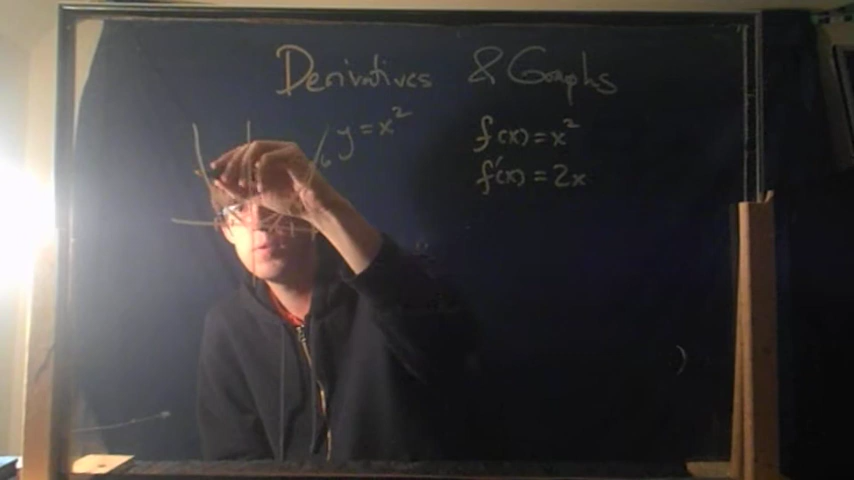 Derivatives & Graphs
y = x²
f(x) = x²
f'(x) = 2x